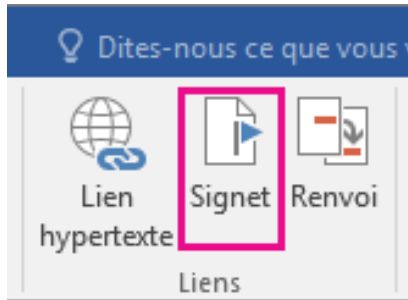 Dites-nous ce que vous
Lien
hypertexte
Signet
Renvoi
Liens